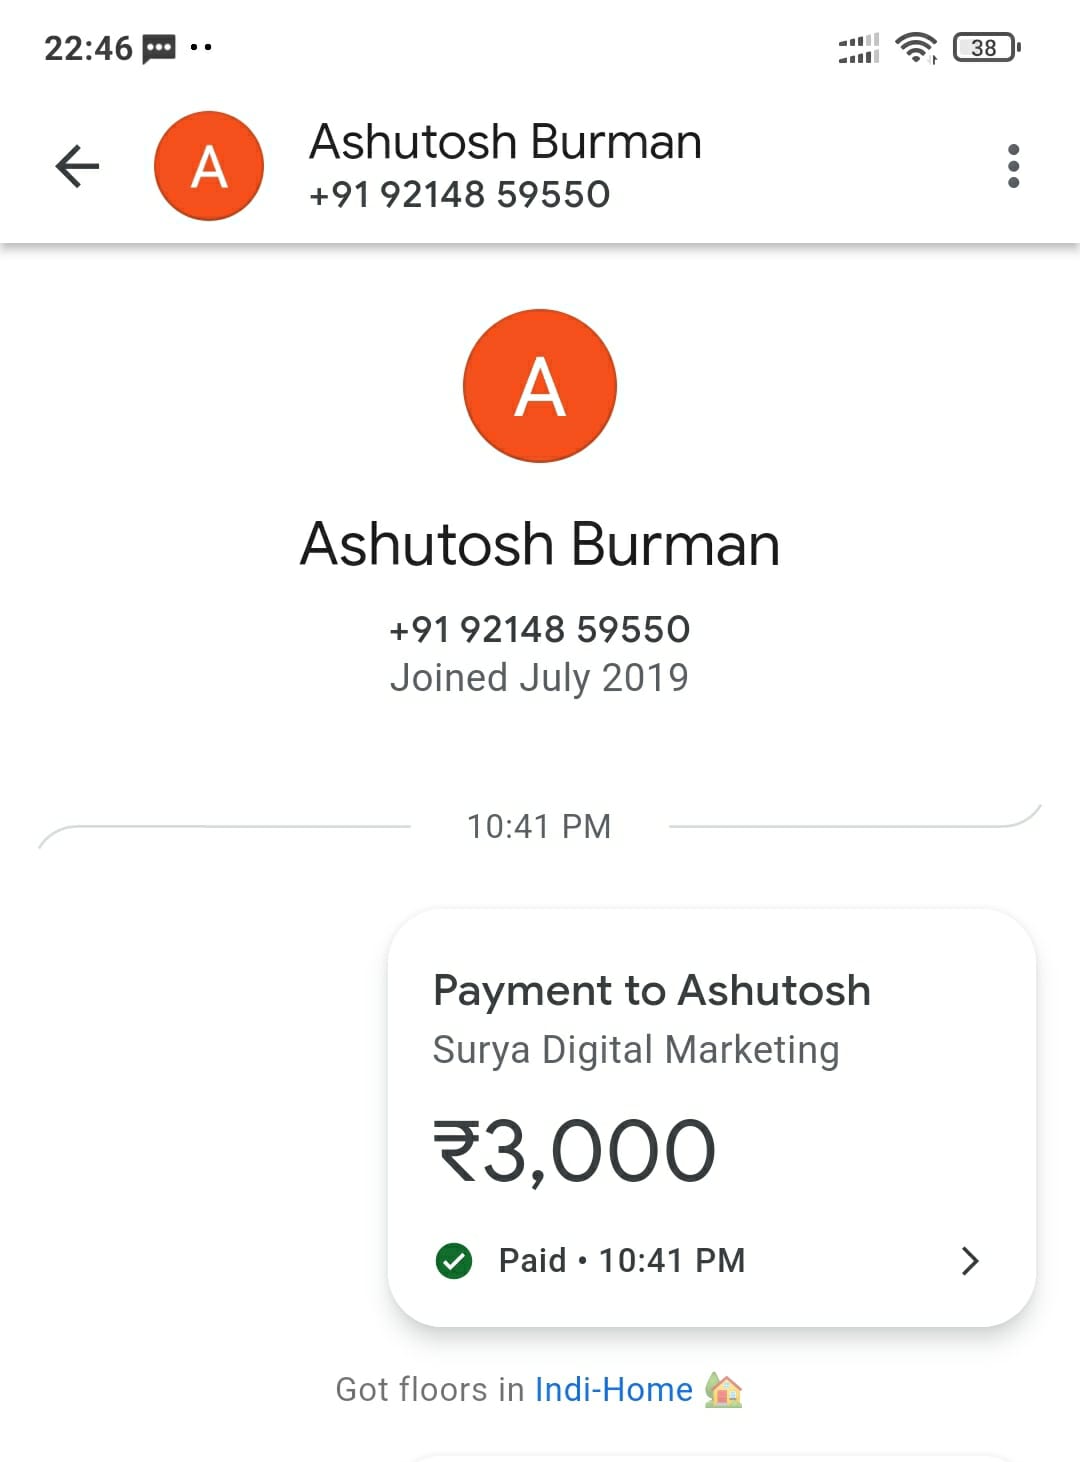 22:46
38
A
Ashutosh Burman
+91 92148 59550
A
Ashutosh Burman
+91 92148 59550
Joined July 2019
10:41 PM
Payment to Ashutosh
Surya Digital Marketing
₹3,000
Paid • 10:41 PM
Got floors in Indi-Home